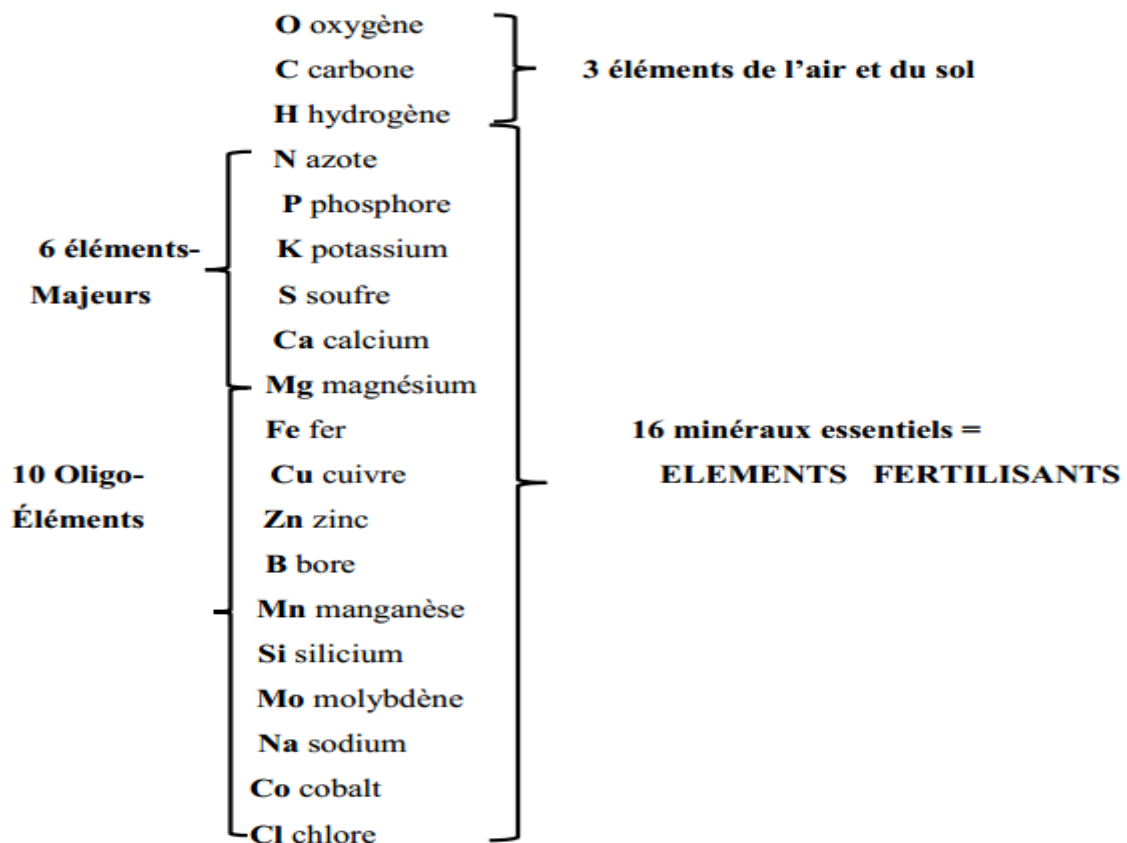 O oxygène
C carbone 3 éléments de l’air et du sol
H hydrogène
N azote
P phosphore
6 éléments- K potassium
Majeurs S soufre
Ca calcium
Mg magnésium
Fe fer 16 minéraux essentiels =
10 Oligo- Cu cuivre ELEMENTS FERTILISANTS
Éléments Zn zinc
B bore
Mn manganèse
Si silicium
Mo molybdène
Na sodium
Co cobalt
Cl chlore